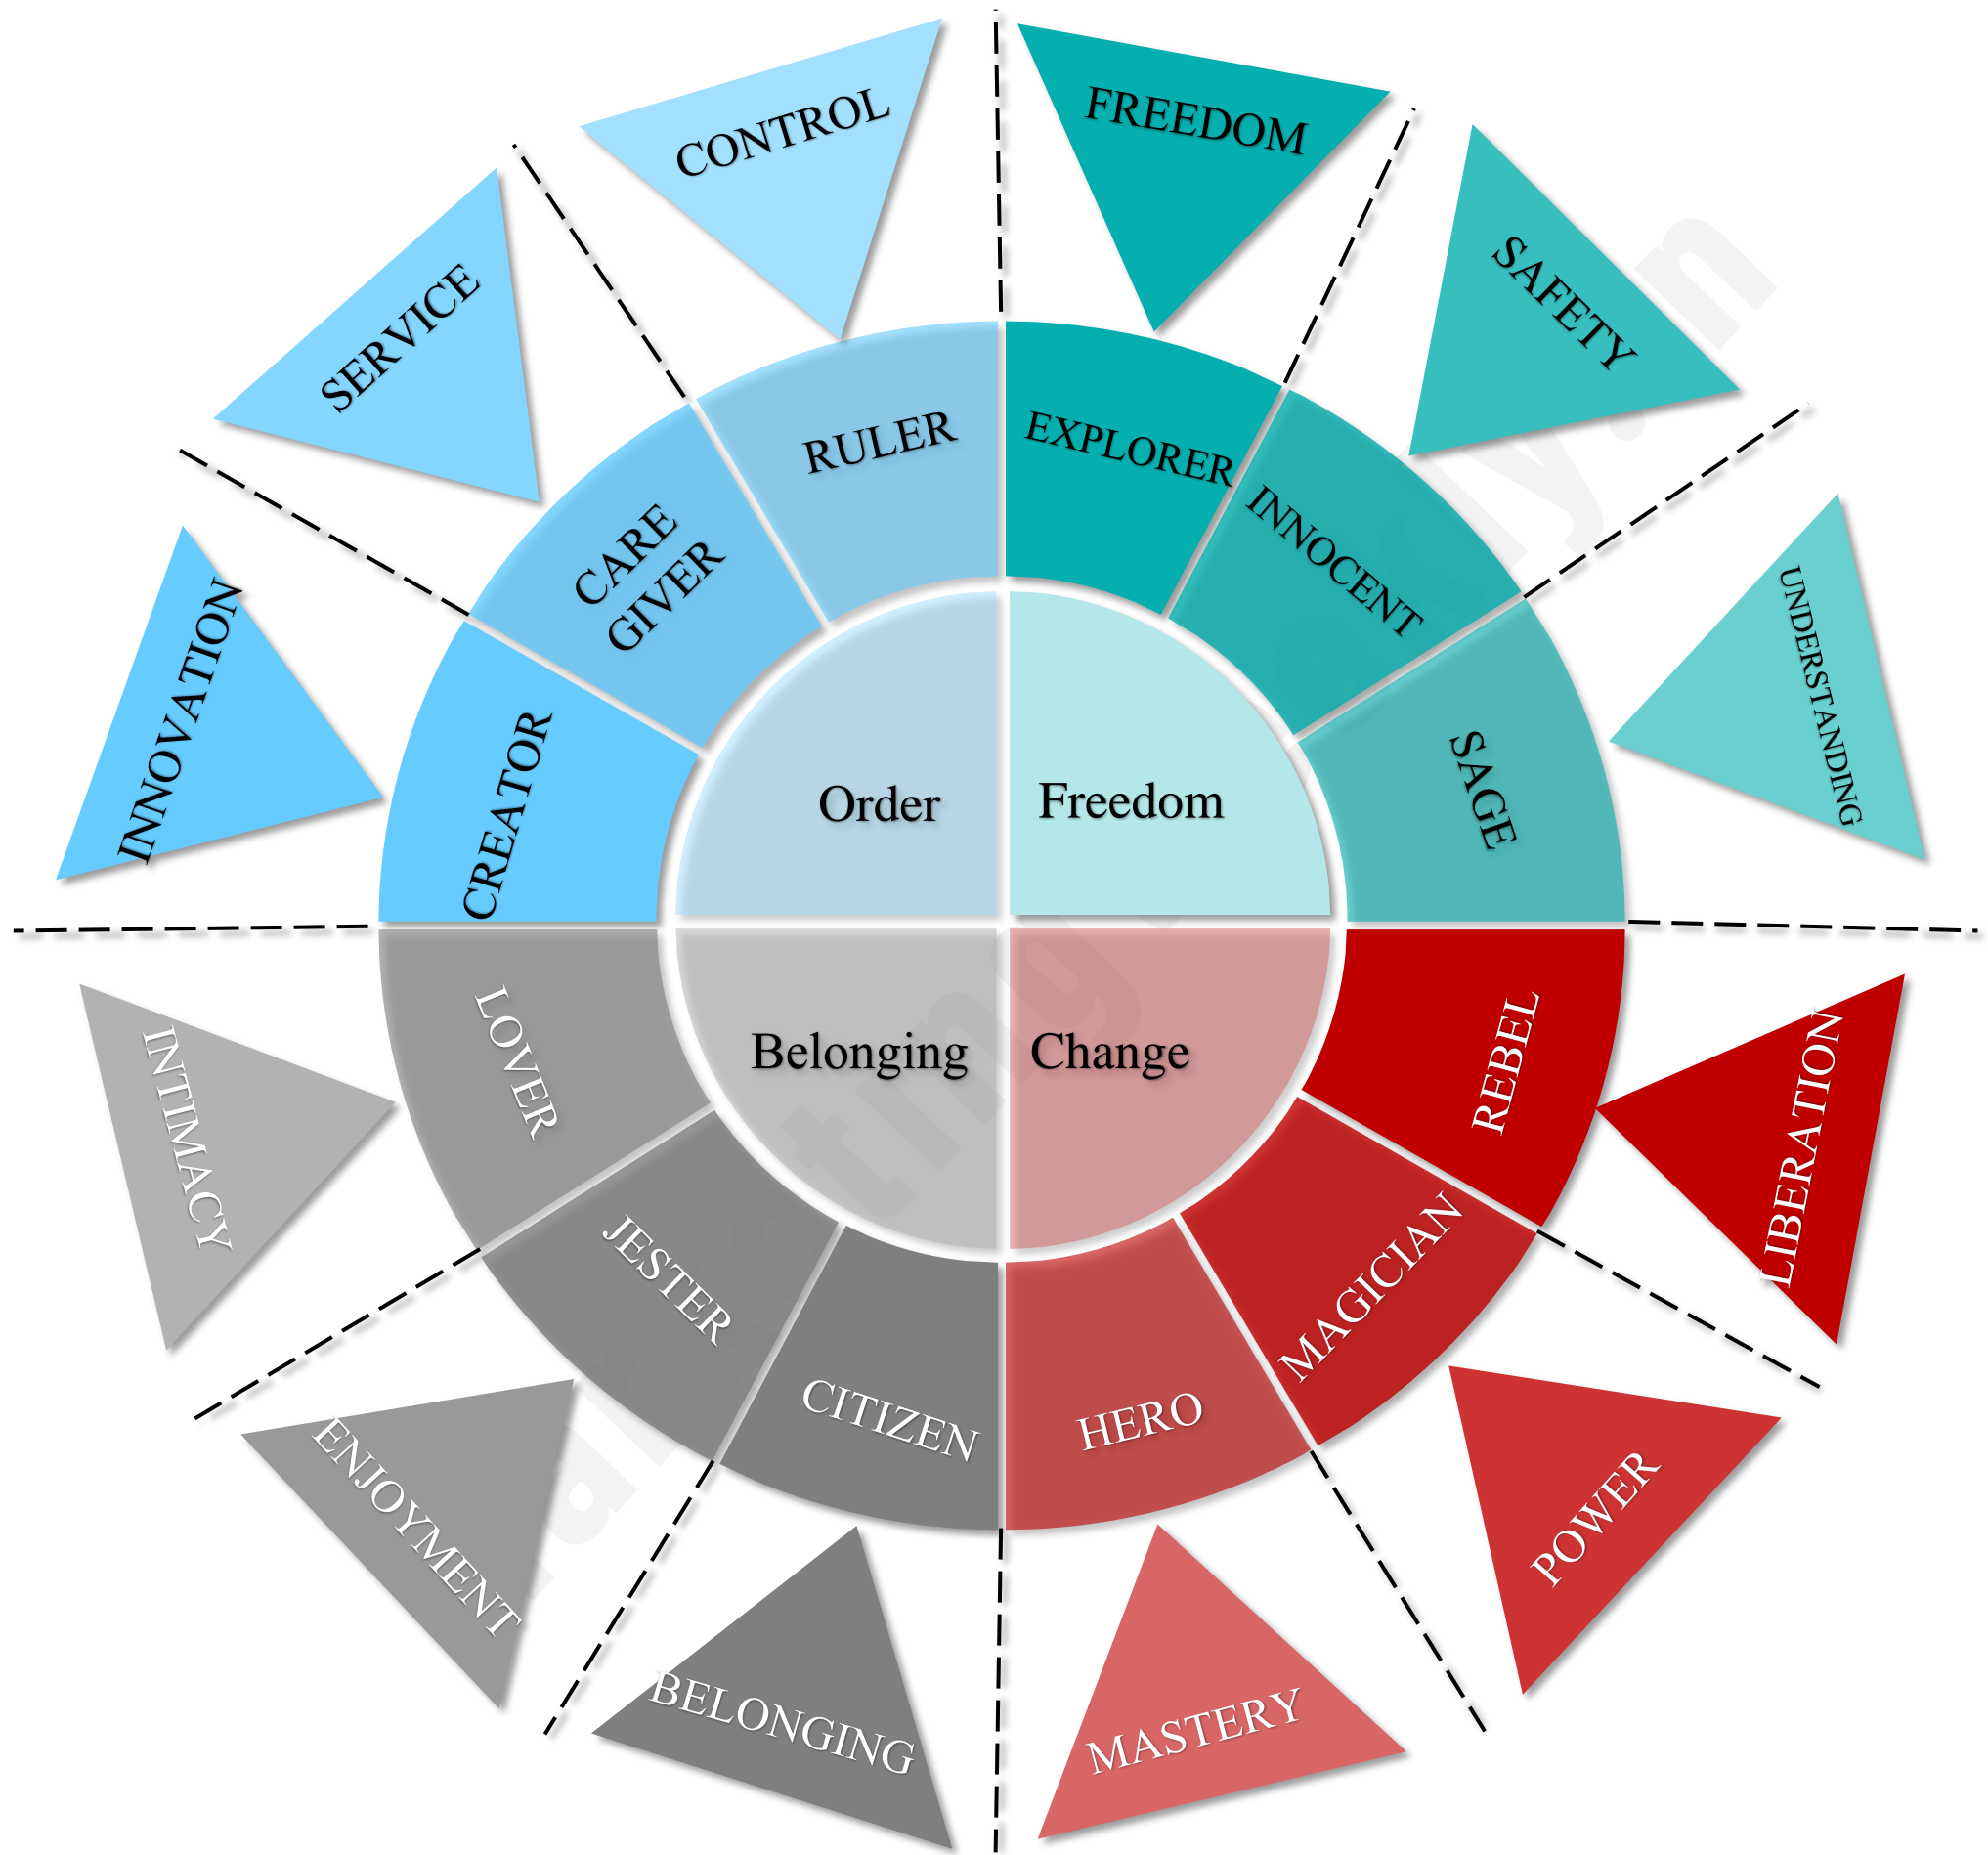 CONTROL
FREEDOM
SERVICE
SAFETY
INNOVATION
UNDERSTANDING
RULER
EXPLORER
CARE
GIVER
INNOCENT
CREATOR
SAGE
Order
Freedom
Belonging
Change
LOVER
REBEL
INTIMACY
LIBERATION
JESTER
MAGICIAN
CITIZEN
HERO
ENJOYMENT
POWER
BELONGING
MASTERY